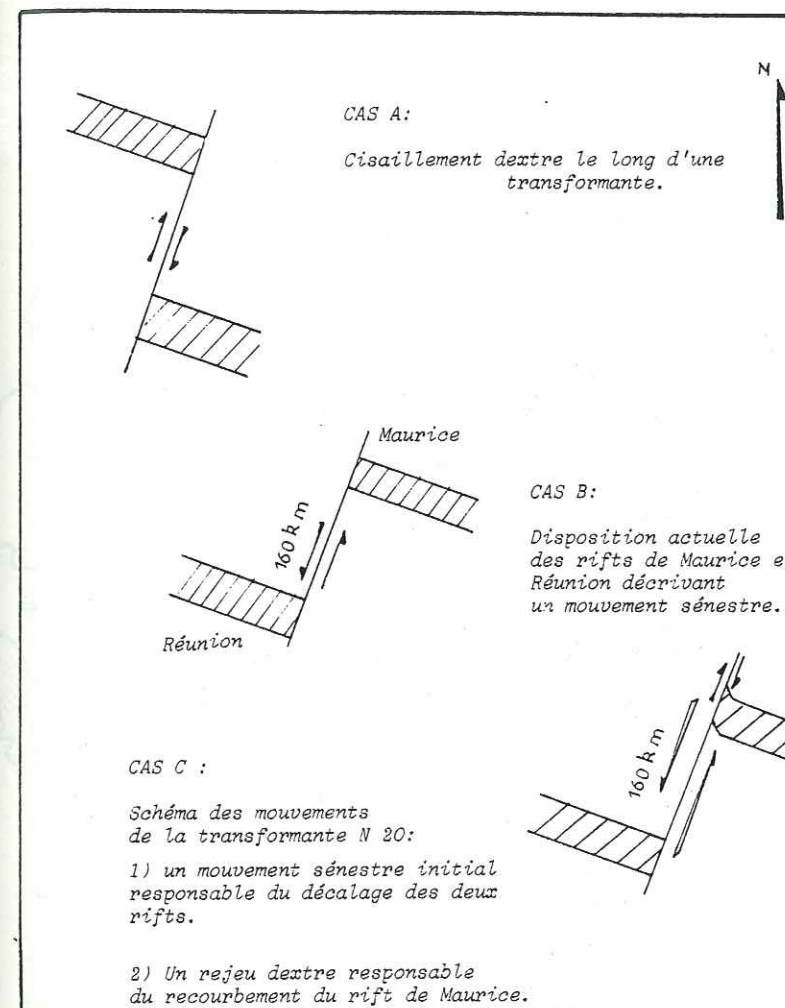 N
CAS A:
Cisaillement dextre le long d'une
transformante.
Maurice
160 km
Réunion
CAS B:
Disposition actuelle
des rifts de Maurice e
Réunion décrivant
un mouvement sénestre.
160 km
CAS C :
Schéma des mouvements
de la transformante N 20:
1) un mouvement sénestre initial
responsable du décalage des deux
rifts.
2) Un rejeu dextre responsable
du recourbement du rift de Maurice.